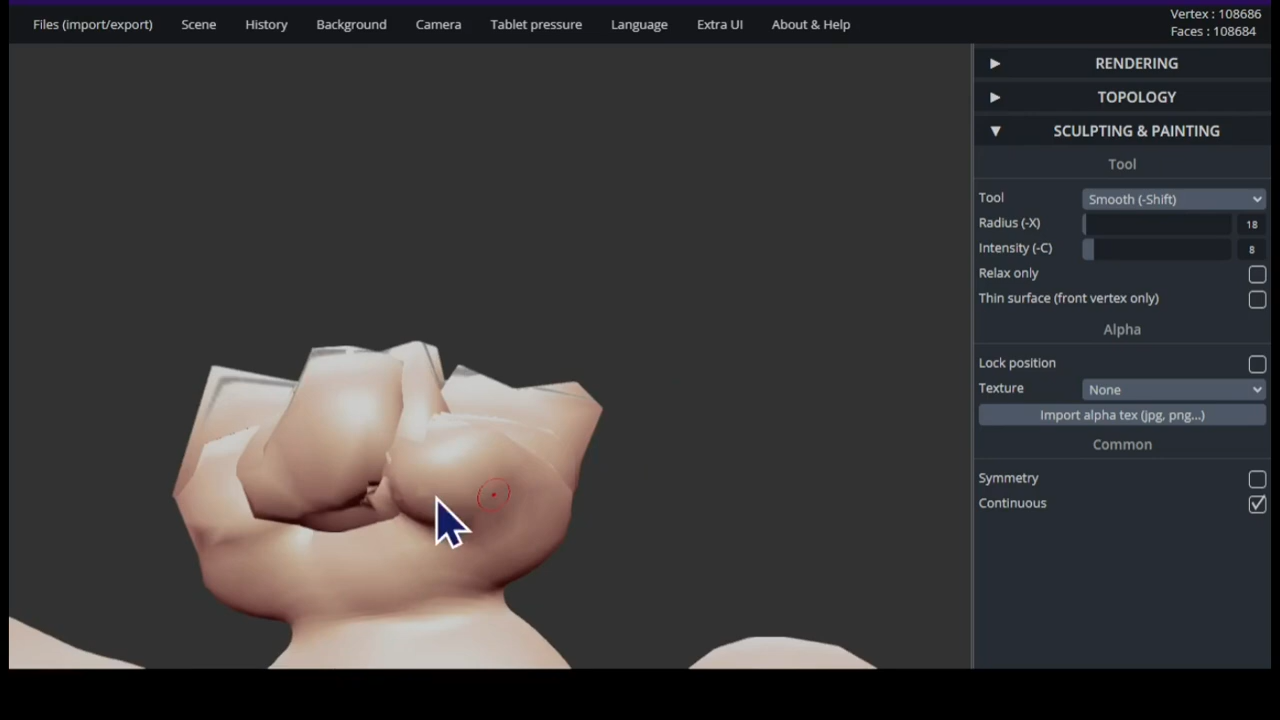 Files (import/export) Scene History Background Camera Tablet pressure Language Extra UI About & Help
Vertex : 108686
Faces : 108684
RENDERING
TOPOLOGY
SCULPTING & PAINTING
Tool
Tool Smooth (-Shift)
Radius (-X) 18
Intensity (-C) 8
Relax only
Thin surface (front vertex only)
Alpha
Lock position
Texture None
Import alpha tex (jpg, png...)
Common
Symmetry
Continuous